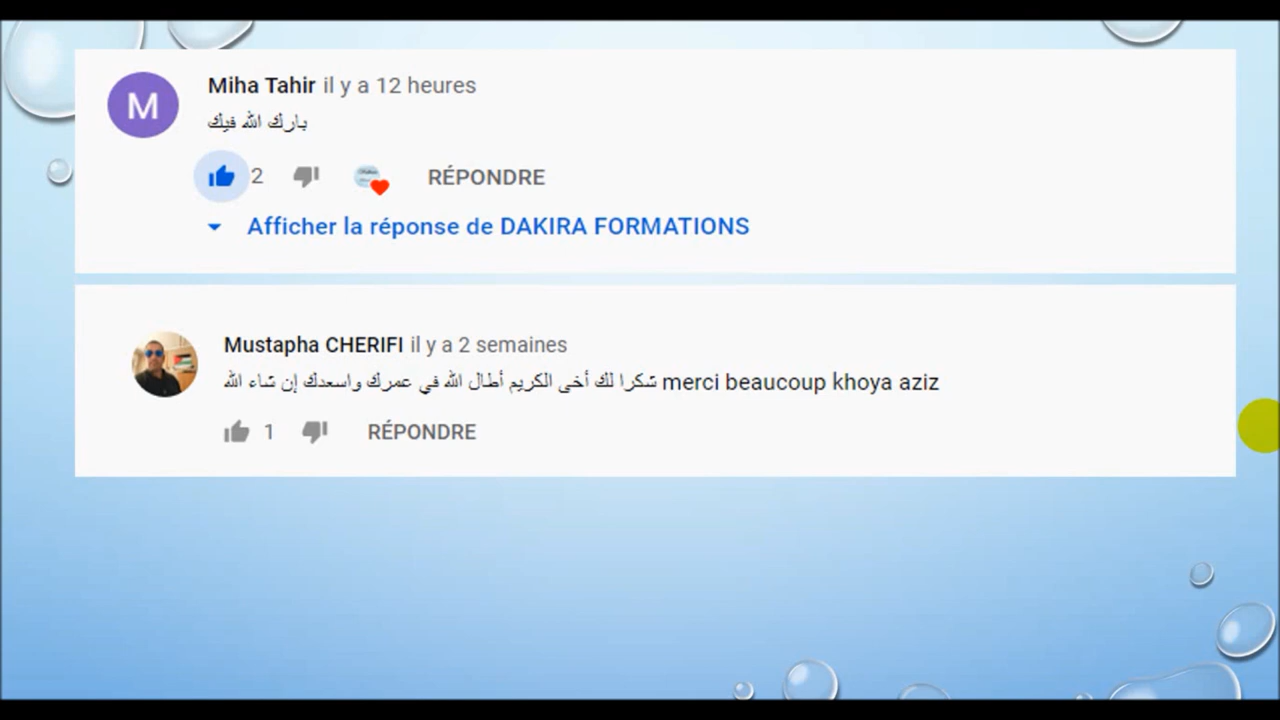 M
Miha Tahir il y a 12 heures
بارك الله فيك
2
RÉPONDRE
Afficher la réponse de DAKIRA FORMATIONS
Mustapha CHERIFI il y a 2 semaines
شكرا لك أخى الكريم أطال الله في عمرك واسعدك إن شاء الله merci beaucoup khoya aziz
1
RÉPONDRE